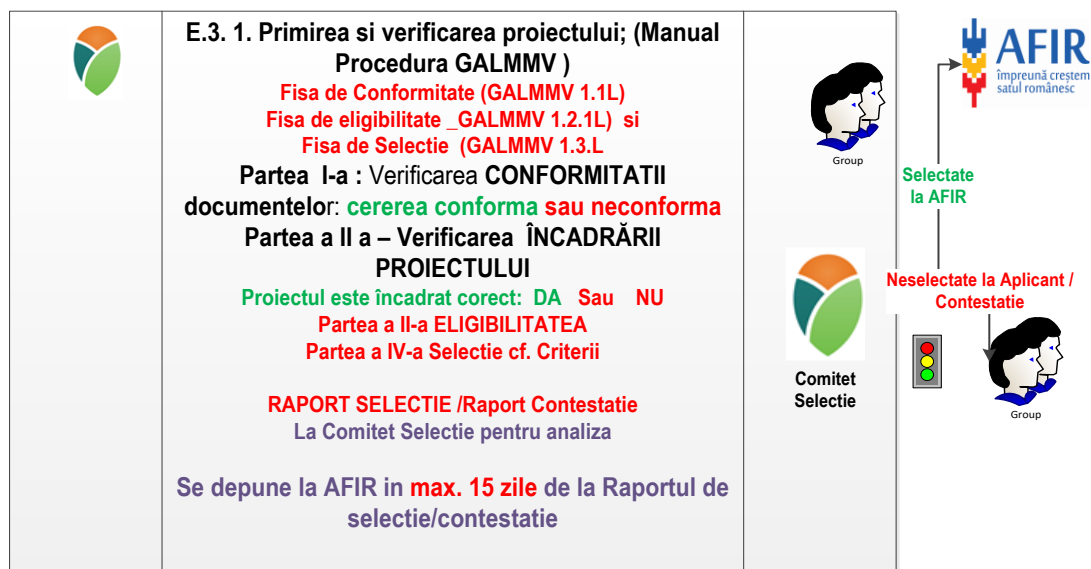 E.3. 1. Primirea si verificarea proiectului; (Manual
Procedura GALMMV )
Fisa de Conformitate (GALMMV 1.1L)
Fisa de eligibilitate _GALMMV 1.2.1L) si
Fisa de Selectie (GALMMV 1.3.L
Partea I-a : Verificarea CONFORMITATII
documentelor: cererea conforma sau neconforma
Partea a II a – Verificarea ÎNCADRĂRII
PROIECTULUI
Proiectul este încadrat corect: DA Sau NU
Partea a II-a ELIGIBILITATEA
Partea a IV-a Selectie cf. Criterii
RAPORT SELECTIE /Raport Contestatie
La Comitet Selectie pentru analiza
Se depune la AFIR in max. 15 zile de la Raportul de
selectie/contestatie
Group
Comitet
Selectie
AFIR
împreună creștem
satul românesc
Selectate
la AFIR
Neselectate la Aplicant /
Contestatie
Group